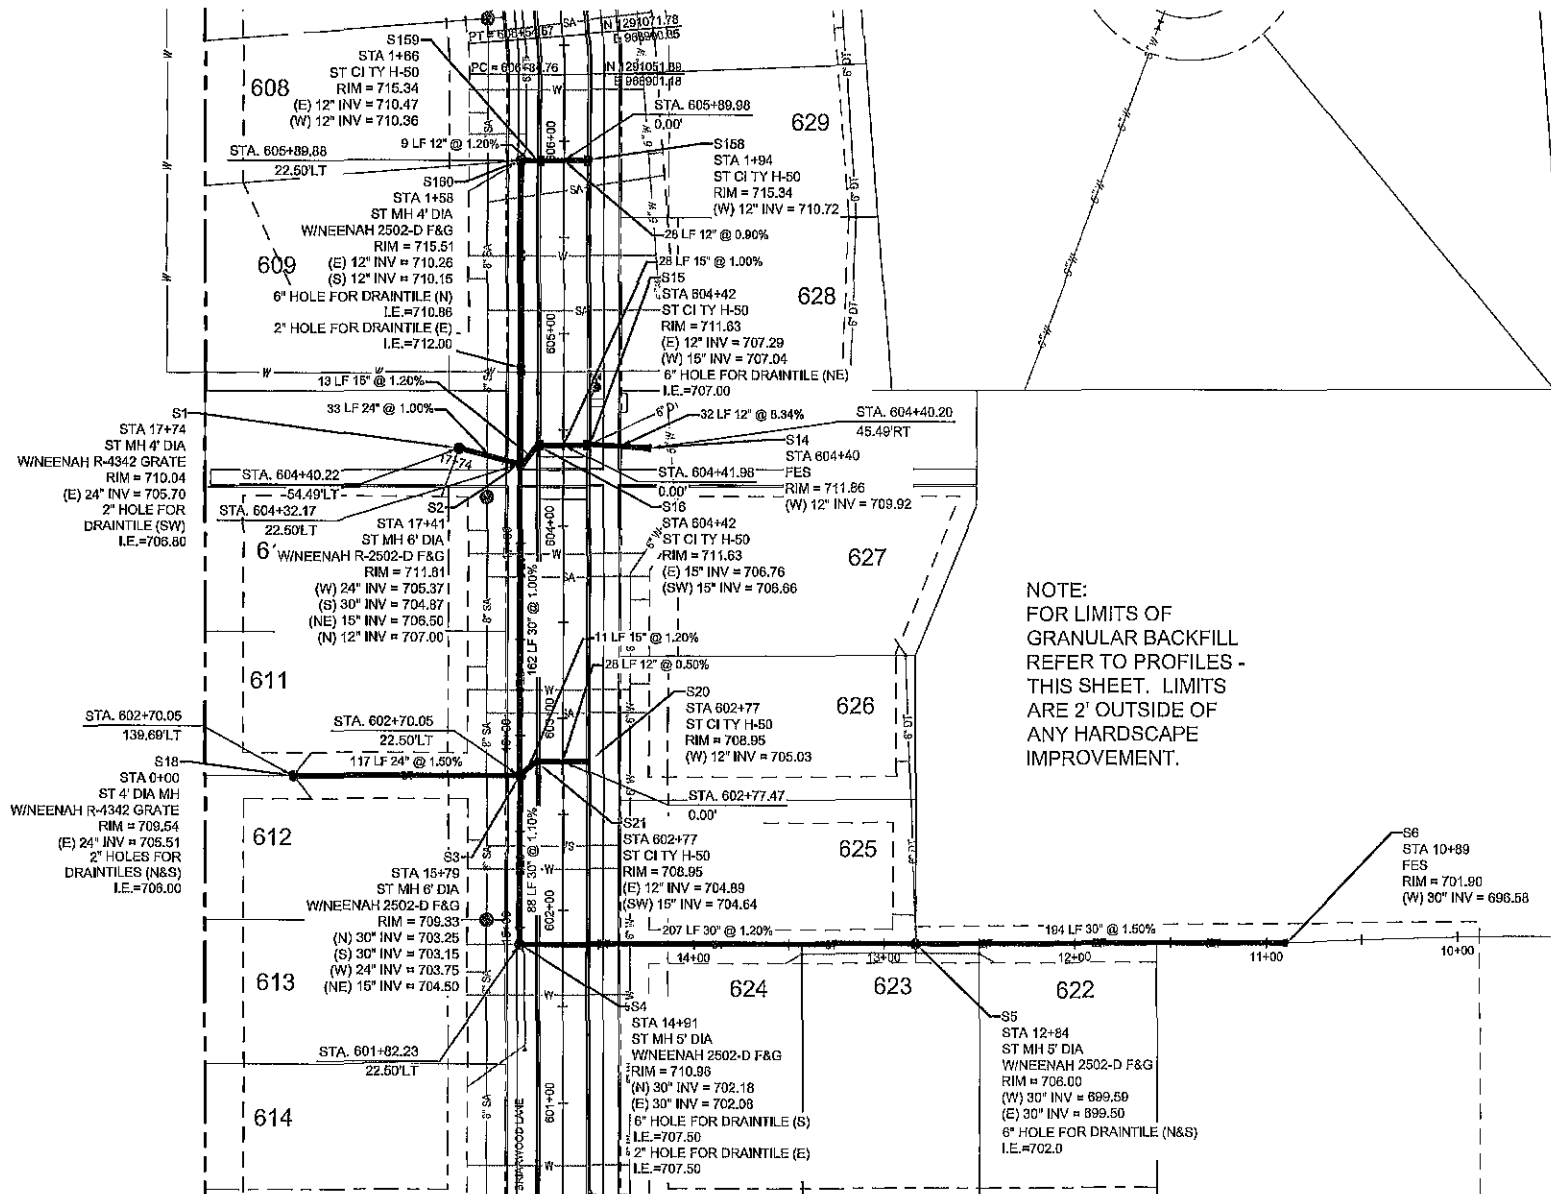 S159
STA 1+66
ST CI TY H-50
RIM = 715.34
(E) 12" INV = 710.47
(W) 12" INV = 710.36
608
9 LF 12" @ 1.20%
STA. 605+89.88
22.50'LT
S160
STA 1+58
ST MH 4' DIA
W/NEENAH 2502-D F&G
RIM = 715.51
(E) 12" INV = 710.26
(S) 12" INV = 710.15
6" HOLE FOR DRAINTILE (N)
I.E.=710.86
2" HOLE FOR DRAINTILE (E)
I.E.=712.00
609
N 1291071.78
N 1291051.89
E 968901.18
STA. 605+89.98
0.00'
S158
STA 1+94
ST CI TY H-50
RIM = 715.34
(W) 12" INV = 710.72
629
28 LF 12" @ 0.90%
28 LF 15" @ 1.00%
S15
STA 604+42
ST CI TY H-50
RIM = 711.63
(E) 12" INV = 707.29
(W) 15" INV = 707.04
6" HOLE FOR DRAINTILE (NE)
I.E.=707.00
628
13 LF 15" @ 1.20%
33 LF 24" @ 1.00%
S1
STA 17+74
ST MH 4' DIA
W/NEENAH R-4342 GRATE
RIM = 710.04
(E) 24" INV = 705.70
2" HOLE FOR
DRAINTILE (SW)
I.E.=706.80
17+74
STA. 604+40.22
54.49'LT
STA. 604+32.17
22.50'LT
S2
STA 17+41
ST MH 6' DIA
W/NEENAH R-2502-D F&G
RIM = 711.81
(W) 24" INV = 705.37
(S) 30" INV = 704.87
(NE) 15" INV = 706.50
(N) 12" INV = 707.00
32 LF 12" @ 8.34%
STA. 604+40.20
45.49'RT
S14
STA 604+40
FES
RIM = 711.86
(W) 12" INV = 709.92
STA. 604+41.98
0.00'
S16
STA 604+42
ST CI TY H-50
RIM = 711.63
(E) 15" INV = 706.76
(SW) 15" INV = 706.66
627
NOTE:
FOR LIMITS OF
GRANULAR BACKFILL
REFER TO PROFILES -
THIS SHEET. LIMITS
ARE 2' OUTSIDE OF
ANY HARDSCAPE
IMPROVEMENT.
162 LF 30" @ 1.00%
11 LF 15" @ 1.20%
28 LF 12" @ 0.50%
611
S20
STA 602+77
ST CI TY H-50
RIM = 708.95
(W) 12" INV = 705.03
626
STA. 602+70.05
139.69'LT
STA. 602+70.05
22.50'LT
117 LF 24" @ 1.50%
S18
STA 0+00
ST 4' DIA MH
W/NEENAH R-4342 GRATE
RIM = 709.54
(E) 24" INV = 705.51
2" HOLES FOR
DRAINTILES (N&S)
I.E.=706.00
612
STA. 602+77.47
0.00'
S21
STA 602+77
ST CI TY H-50
RIM = 708.95
(E) 12" INV = 704.89
(SW) 15" INV = 704.64
625
88 LF 30" @ 1.10%
S3
STA 15+79
ST MH 6' DIA
W/NEENAH 2502-D F&G
RIM = 709.33
(N) 30" INV = 703.25
(S) 30" INV = 703.15
(W) 24" INV = 703.75
(NE) 15" INV = 704.50
613
S6
STA 10+89
FES
RIM = 701.90
(W) 30" INV = 696.58
207 LF 30" @ 1.20%
194 LF 30" @ 1.50%
14+00
13+00
12+00
11+00
10+00
624
623
622
STA. 601+82.23
22.50'LT
S4
STA 14+91
ST MH 5' DIA
W/NEENAH 2502-D F&G
RIM = 710.96
(N) 30" INV = 702.18
(E) 30" INV = 702.08
6" HOLE FOR DRAINTILE (S)
I.E.=707.50
2" HOLE FOR DRAINTILE (E)
I.E.=707.50
S5
STA 12+84
ST MH 5' DIA
W/NEENAH 2502-D F&G
RIM = 706.00
(W) 30" INV = 699.59
(E) 30" INV = 699.50
6" HOLE FOR DRAINTILE (N&S)
I.E.=702.0
614
606+00
605+00
604+00
603+00
602+00
601+00
BRIARWOOD LANE